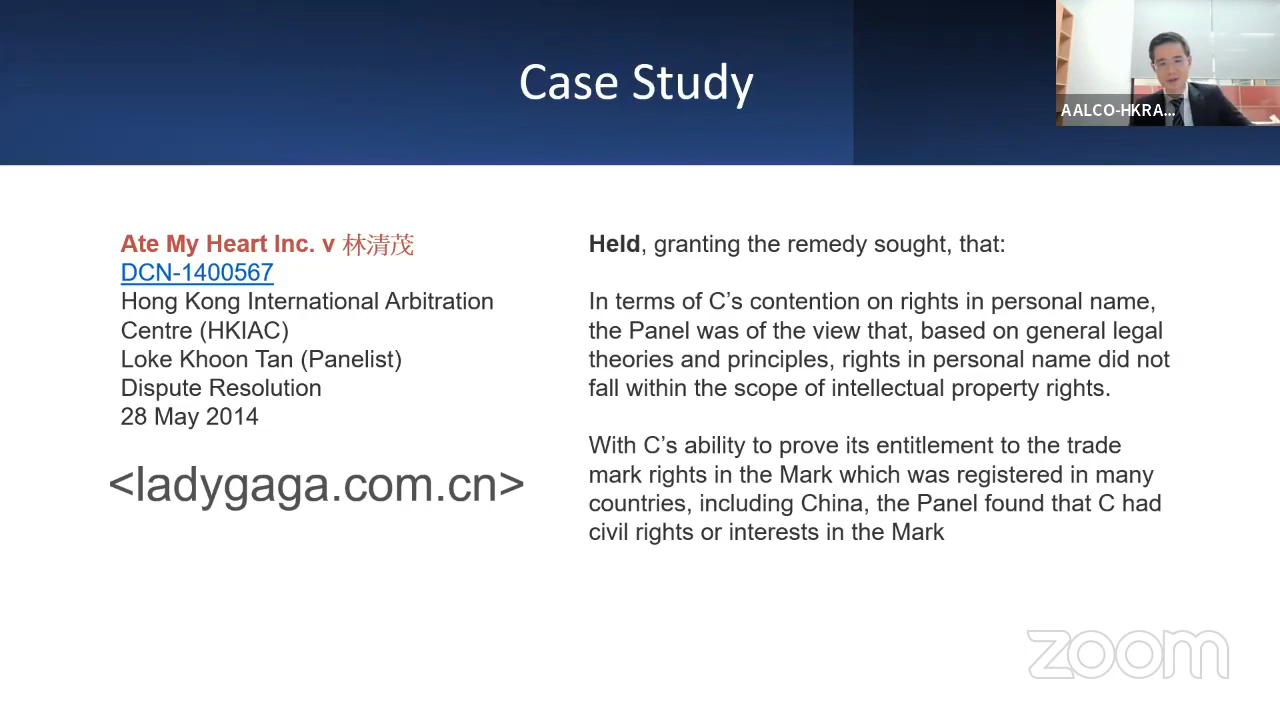 Case Study
AALCO-HKRA...
Ate My Heart Inc. v 林清茂
DCN-1400567
Hong Kong International Arbitration
Centre (HKIAC)
Loke Khoon Tan (Panelist)
Dispute Resolution
28 May 2014
<ladygaga.com.cn>
Held, granting the remedy sought, that:
In terms of C’s contention on rights in personal name,
the Panel was of the view that, based on general legal
theories and principles, rights in personal name did not
fall within the scope of intellectual property rights.
With C’s ability to prove its entitlement to the trade
mark rights in the Mark which was registered in many
countries, including China, the Panel found that C had
civil rights or interests in the Mark
zoom